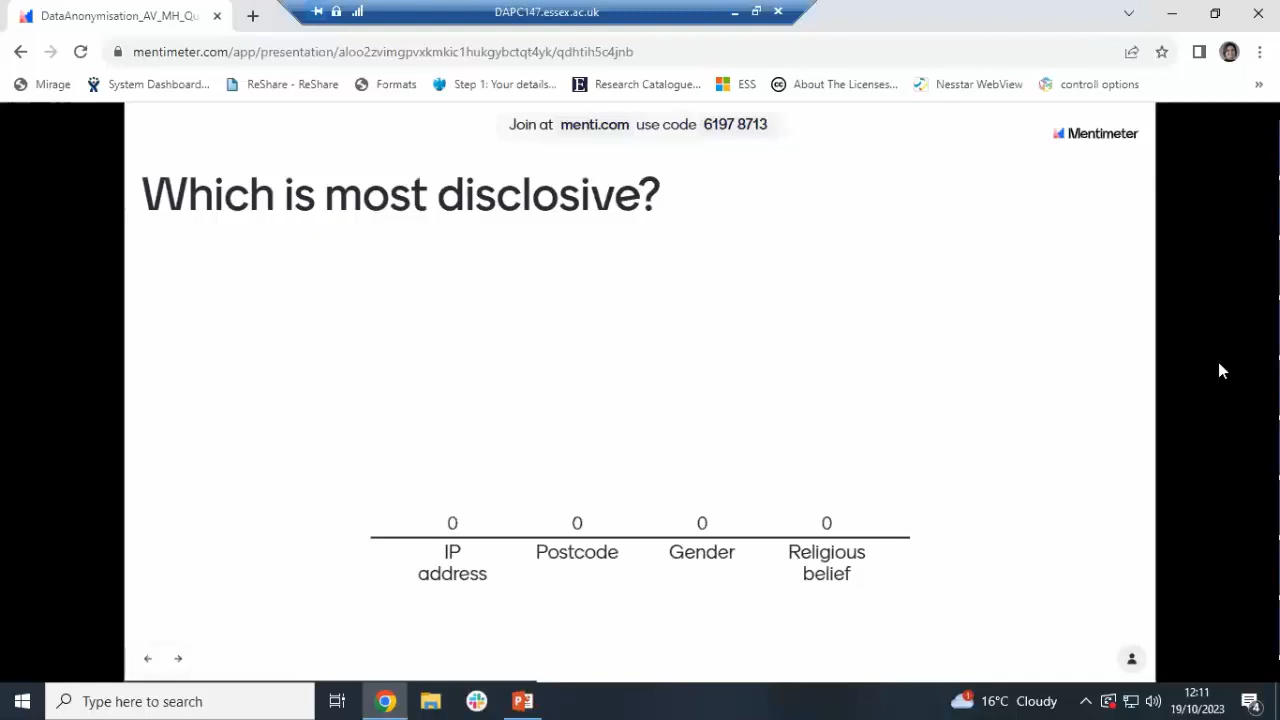 DataAnonymisation_AV_MH_Qu
DAPC147.essex.ac.uk
mentimeter.com/app/presentation/aloo2zvimgpvxkmkic1hukgybctqt4yk/qdhtih5c4jnb
Mirage
System Dashboard...
ReShare - ReShare
Formats
Step 1: Your details...
Research Catalogue...
ESS
About The Licenses...
Nesstar WebView
controll options
Join at menti.com use code 6197 8713
Mentimeter
Which is most disclosive?
0 0 0 0
IP address
Postcode
Gender
Religious belief
Type here to search
16°C Cloudy
12:11
19/10/2023
4